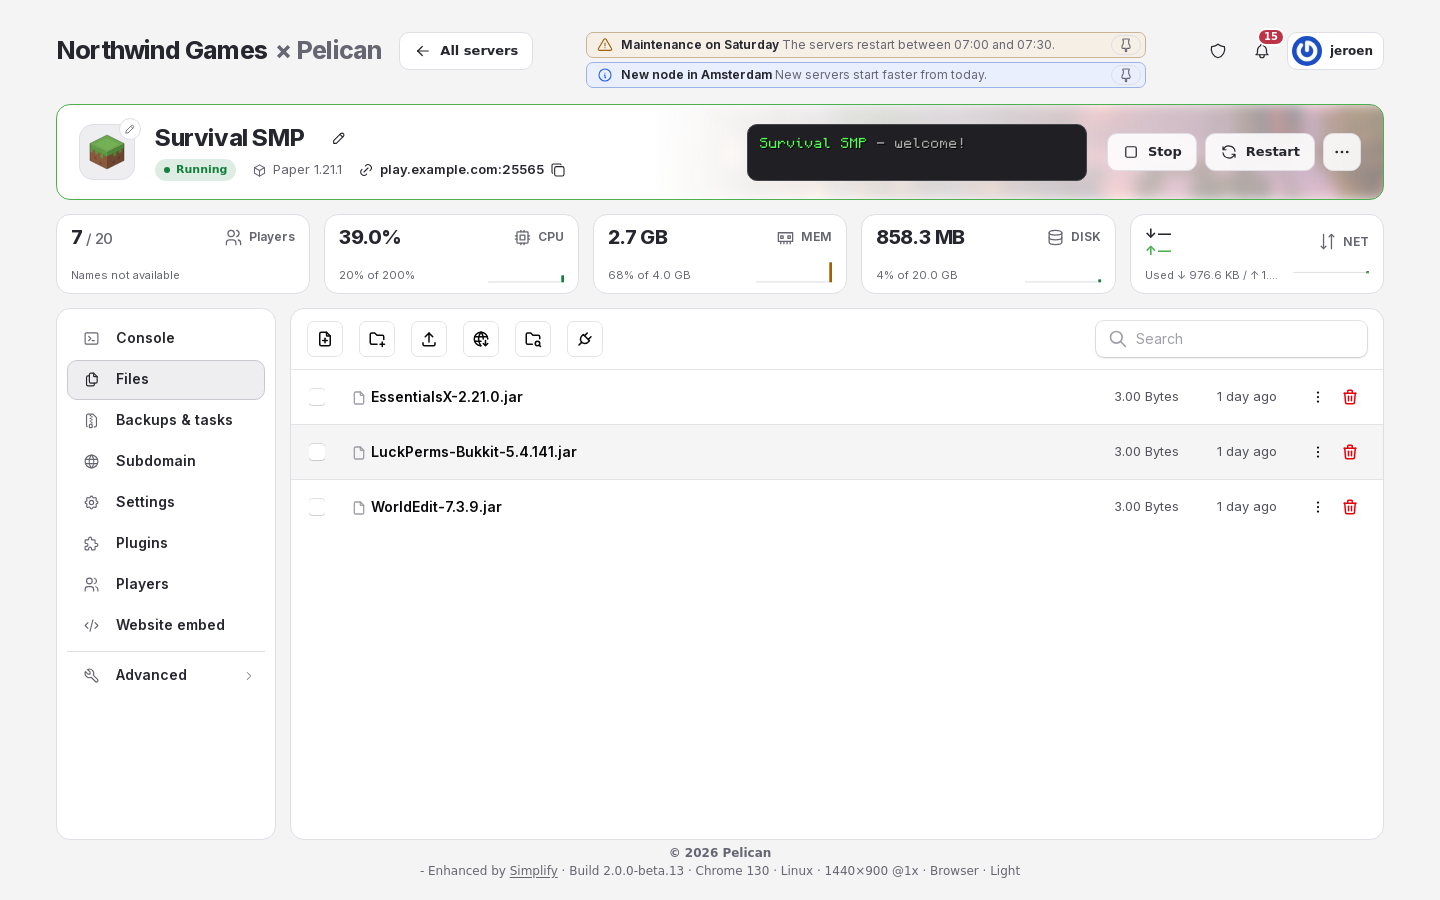 Northwind Games × Pelican
All servers
Maintenance on Saturday The servers restart between 07:00 and 07:30.
New node in Amsterdam New servers start faster from today.
15
jeroen
Survival SMP
Running
Paper 1.21.1
play.example.com:25565
Survival SMP - welcome!
Stop
Restart
7 / 20
Players
Names not available
39.0%
CPU
20% of 200%
2.7 GB
MEM
68% of 4.0 GB
858.3 MB
DISK
4% of 20.0 GB
↓—
↑—
NET
Used ↓ 976.6 KB / ↑ 1....
Console
Files
Backups & tasks
Subdomain
Settings
Plugins
Players
Website embed
Advanced
Search
EssentialsX-2.21.0.jar
3.00 Bytes
1 day ago
LuckPerms-Bukkit-5.4.141.jar
3.00 Bytes
1 day ago
WorldEdit-7.3.9.jar
3.00 Bytes
1 day ago
© 2026 Pelican
- Enhanced by Simplify · Build 2.0.0-beta.13 · Chrome 130 · Linux · 1440×900 @1x · Browser · Light